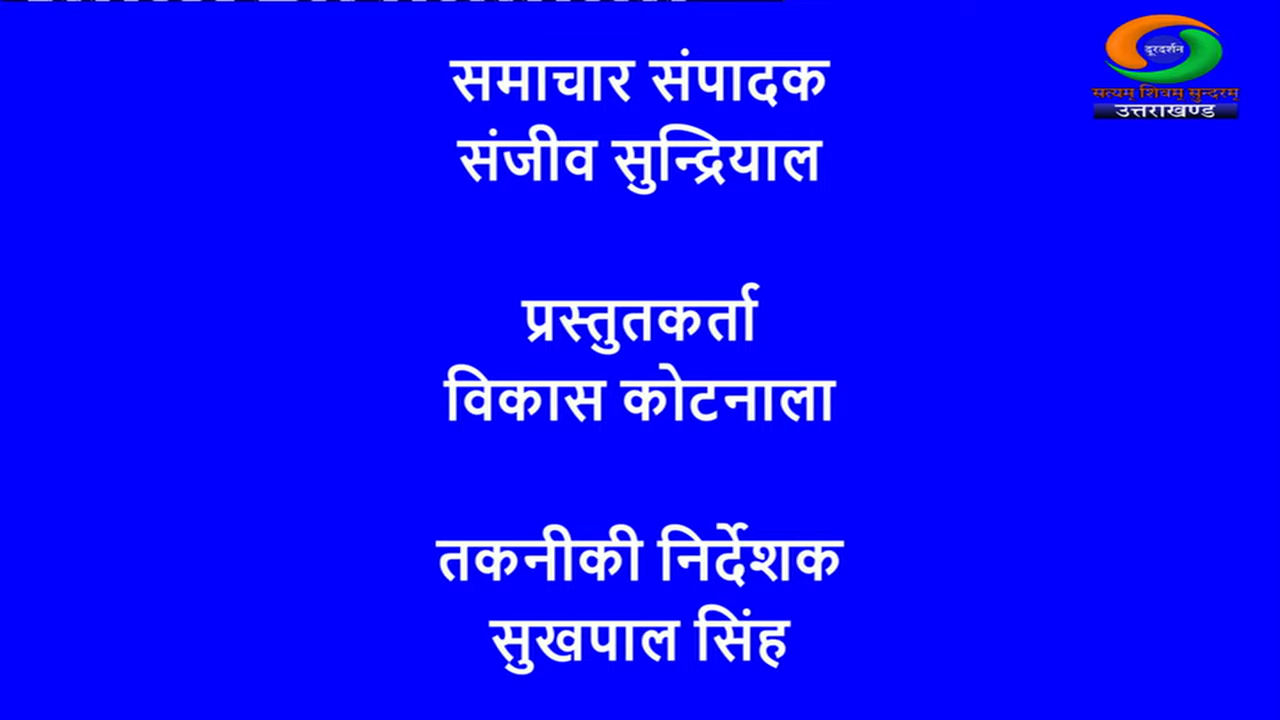 दूरदर्शन
सत्यम् शिवम् सुन्दरम्
उत्तराखण्ड
समाचार संपादक
संजीव सुन्द्रियाल
प्रस्तुतकर्ता
विकास कोटनाला
तकनीकी निर्देशक
सुखपाल सिंह